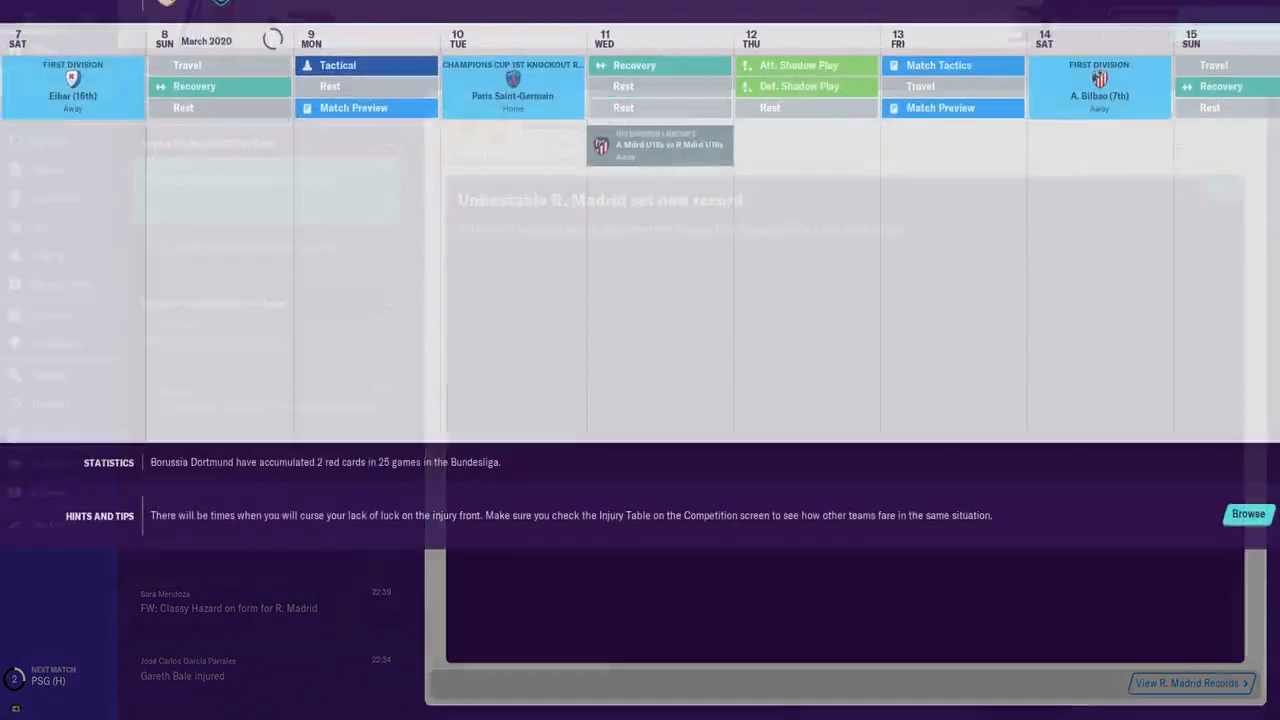 7
SAT
8
SUN
March 2020
9
MON
10
TUE
11
WED
12
THU
13
FRI
14
SAT
15
SUN
FIRST DIVISION
Eibar (16th)
Away
Travel
Recovery
Rest
Tactical
Rest
Match Preview
CHAMPIONS CUP 1ST KNOCKOUT R...
Paris Saint-Germain
Home
Recovery
Rest
Rest
A Mdrd U19s vs R Mdrd U19s
Away
Att. Shadow Play
Def. Shadow Play
Rest
Match Tactics
Travel
Match Preview
FIRST DIVISION
A. Bilbao (7th)
Away
Travel
Recovery
Rest
Unbeatable R. Madrid set new record
STATISTICS
Borussia Dortmund have accumulated 2 red cards in 25 games in the Bundesliga.
HINTS AND TIPS
There will be times when you will curse your lack of luck on the injury front. Make sure you check the Injury Table on the Competition screen to see how other teams fare in the same situation.
Browse
Sara Mendoza
22:39
FW: Classy Hazard on form for R. Madrid
José Carlos García Parrales
22:34
Gareth Bale injured
2
NEXT MATCH
PSG (H)
View R. Madrid Records >